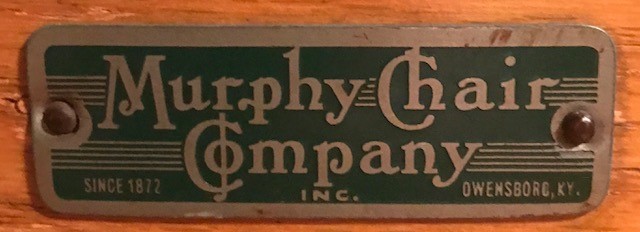 Murphy Chair
Company
SINCE 1872
INC.
OWENSBORO, KY.